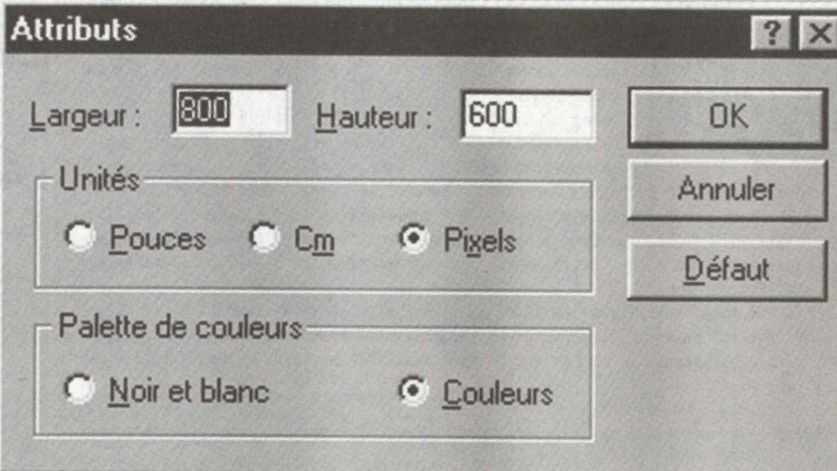 Attributs
Largeur : 800 Hauteur : 600 OK
Unités
Annuler
Pouces Cm Pixels
Défaut
Palette de couleurs
Noir et blanc Couleurs